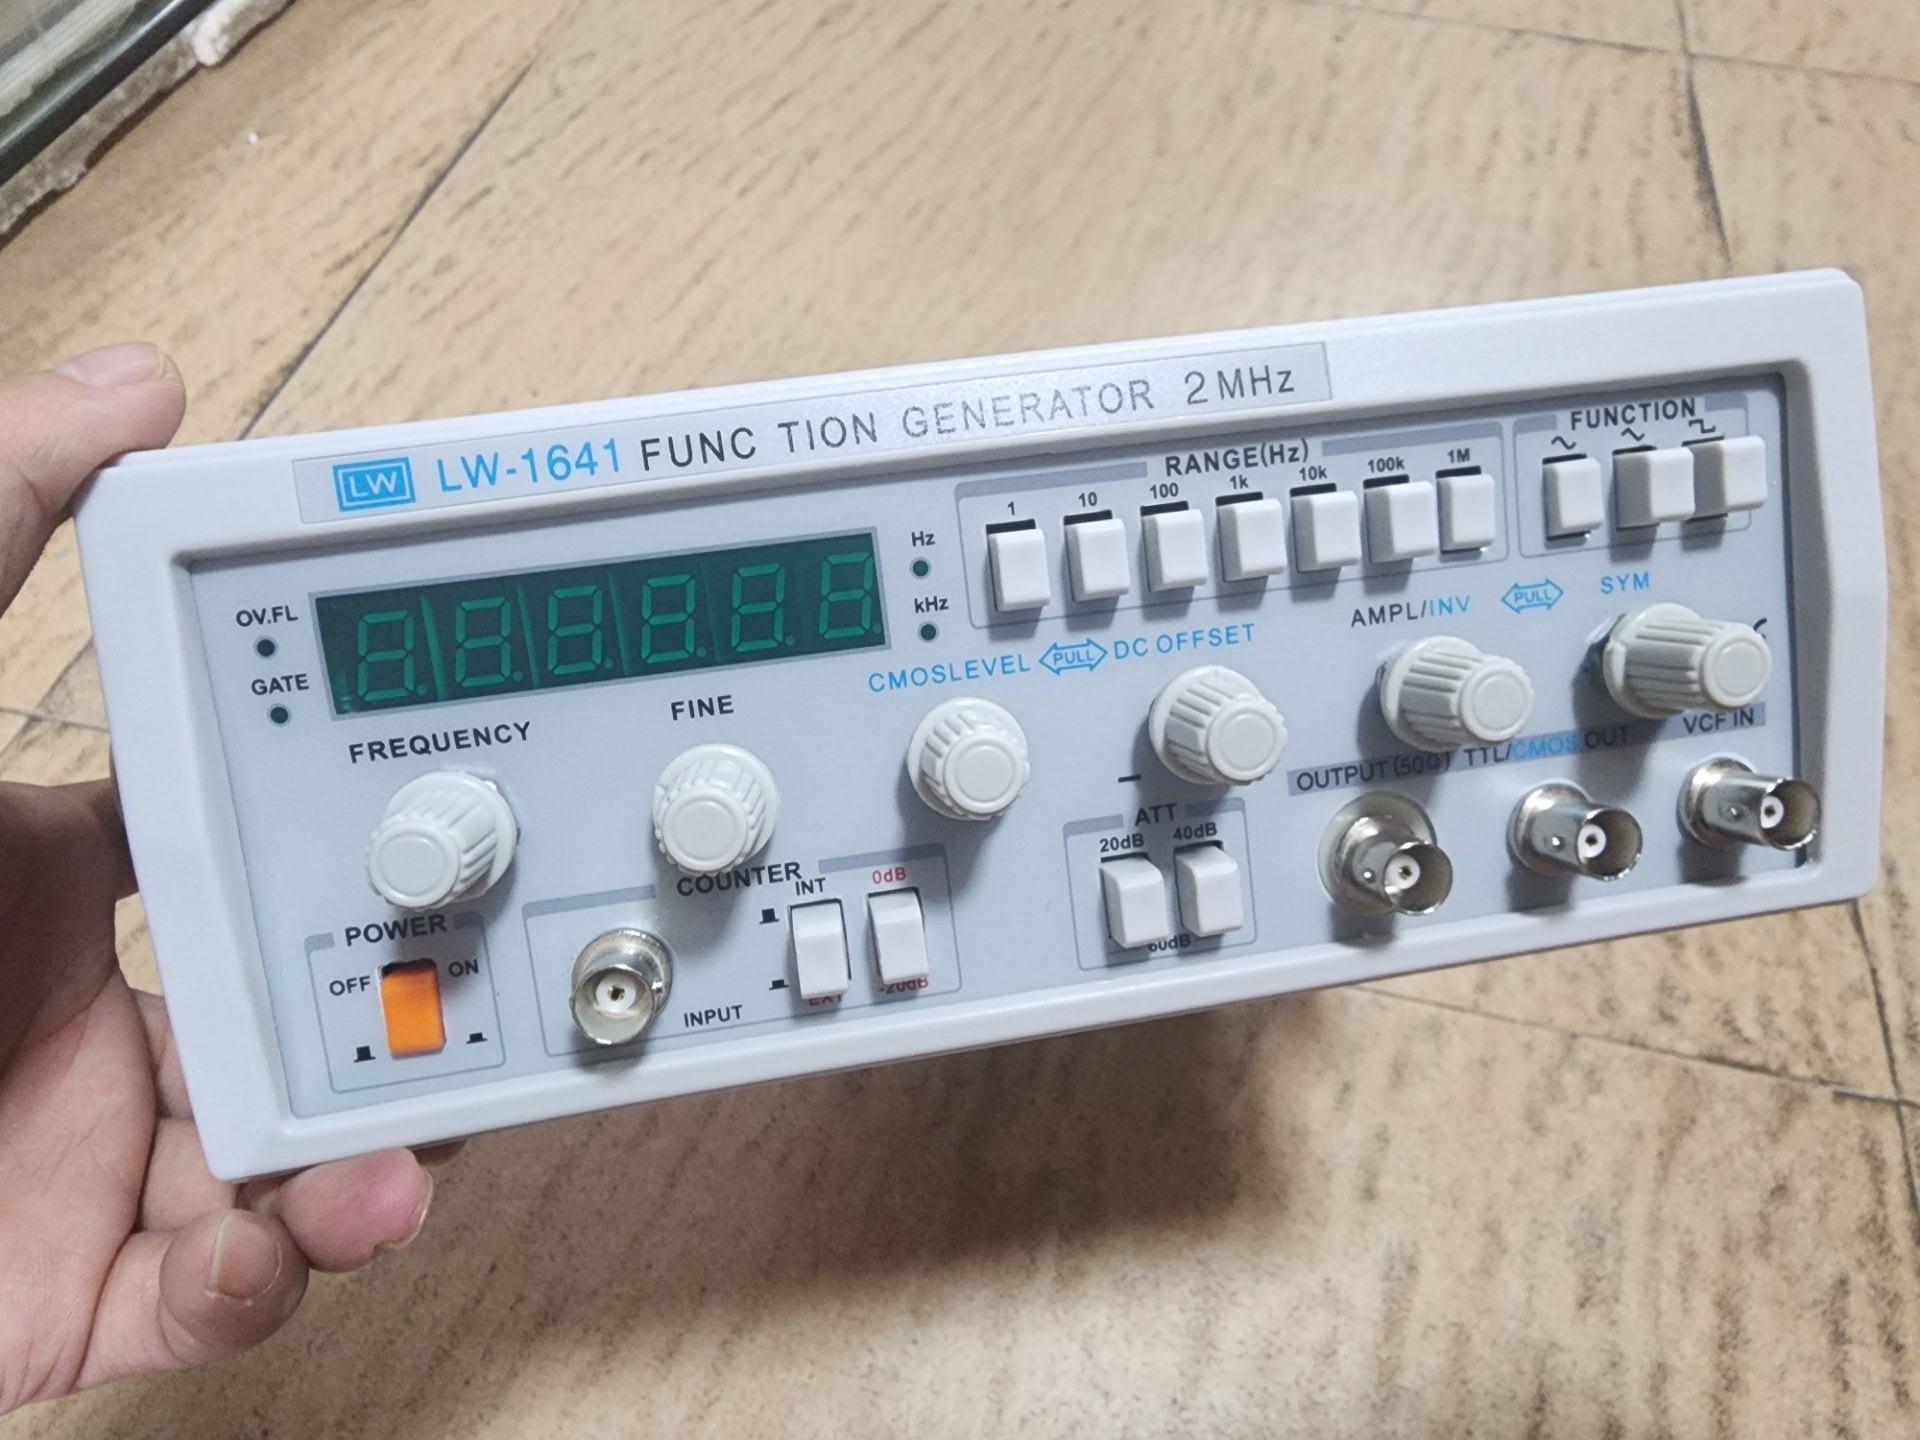 LW LW-1641 FUNC TION GENERATOR 2MHz
OV.FL
GATE
Hz
kHz
RANGE(Hz)
1 10 100 1k 10k 100k 1M
FUNCTION
FREQUENCY
FINE
CMOSLEVEL PULL DC OFFSET
AMPL/INV PULL SYM
POWER
OFF ON
COUNTER
INT 0dB
EXT -20dB
INPUT
ATT
20dB 40dB
60dB
OUTPUT(50Ω) TTL/CMOS OUT VCF IN